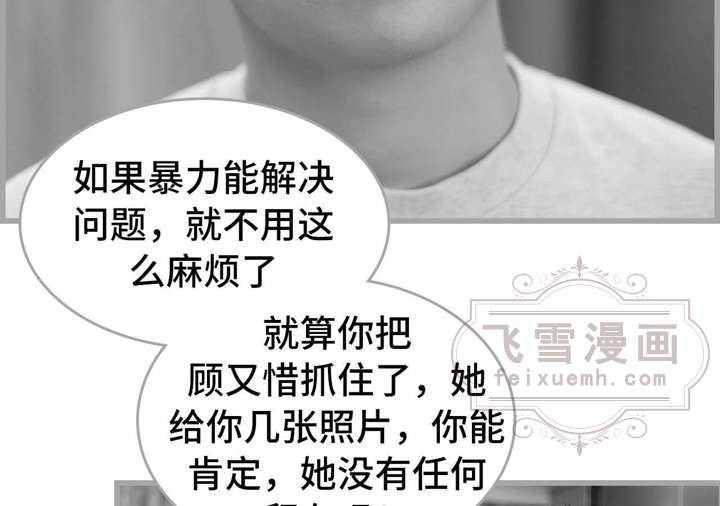 如果暴力能解决
问题，就不用这
么麻烦了
就算你把
顾又惜抓住了，她
给你几张照片，你能
肯定，她没有任何
飞雪漫画
feixuemh.com